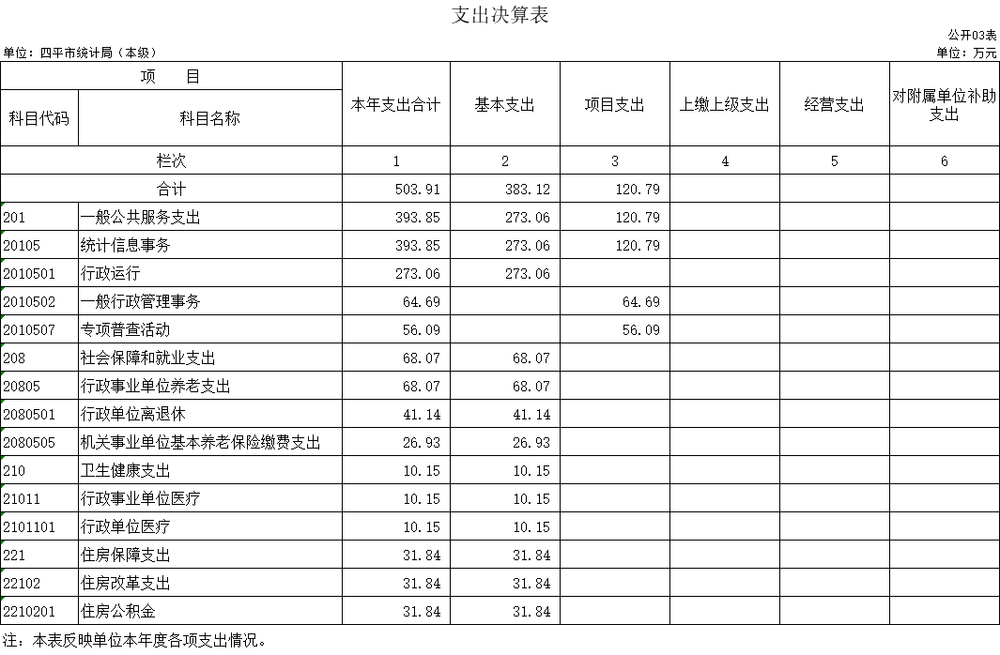 支出决算表
公开03表
单位：四平市统计局（本级） 单位：万元
项 目 本年支出合计 基本支出 项目支出 上缴上级支出 经营支出 对附属单位补助支出
科目代码 科目名称
栏次 1 2 3 4 5 6
合计 503.91 383.12 120.79
201 一般公共服务支出 393.85 273.06 120.79
20105 统计信息事务 393.85 273.06 120.79
2010501 行政运行 273.06 273.06
2010502 一般行政管理事务 64.69 64.69
2010507 专项普查活动 56.09 56.09
208 社会保障和就业支出 68.07 68.07
20805 行政事业单位养老支出 68.07 68.07
2080501 行政单位离退休 41.14 41.14
2080505 机关事业单位基本养老保险缴费支出 26.93 26.93
210 卫生健康支出 10.15 10.15
21011 行政事业单位医疗 10.15 10.15
2101101 行政单位医疗 10.15 10.15
221 住房保障支出 31.84 31.84
22102 住房改革支出 31.84 31.84
2210201 住房公积金 31.84 31.84
注：本表反映单位本年度各项支出情况。